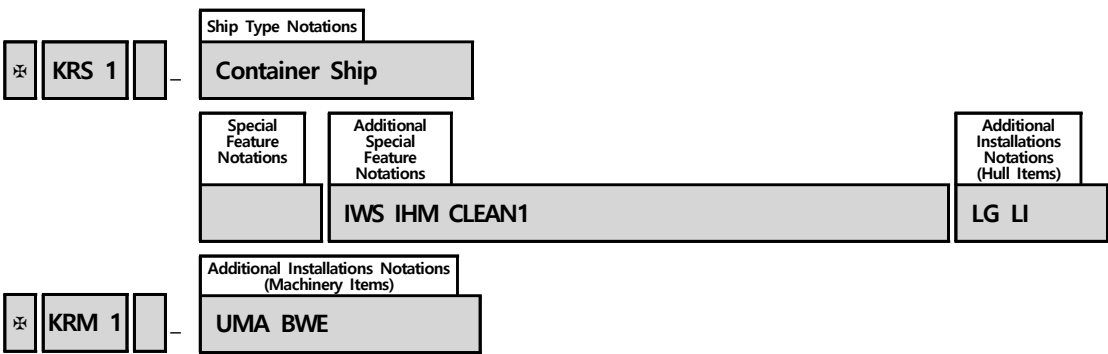 Ship Type Notations
✠ KRS 1 _ Container Ship
Special
Feature
Notations
Additional
Special
Feature
Notations
Additional
Installations
Notations
(Hull Items)
IWS IHM CLEAN1
LG LI
Additional Installations Notations
(Machinery Items)
✠ KRM 1 _ UMA BWE